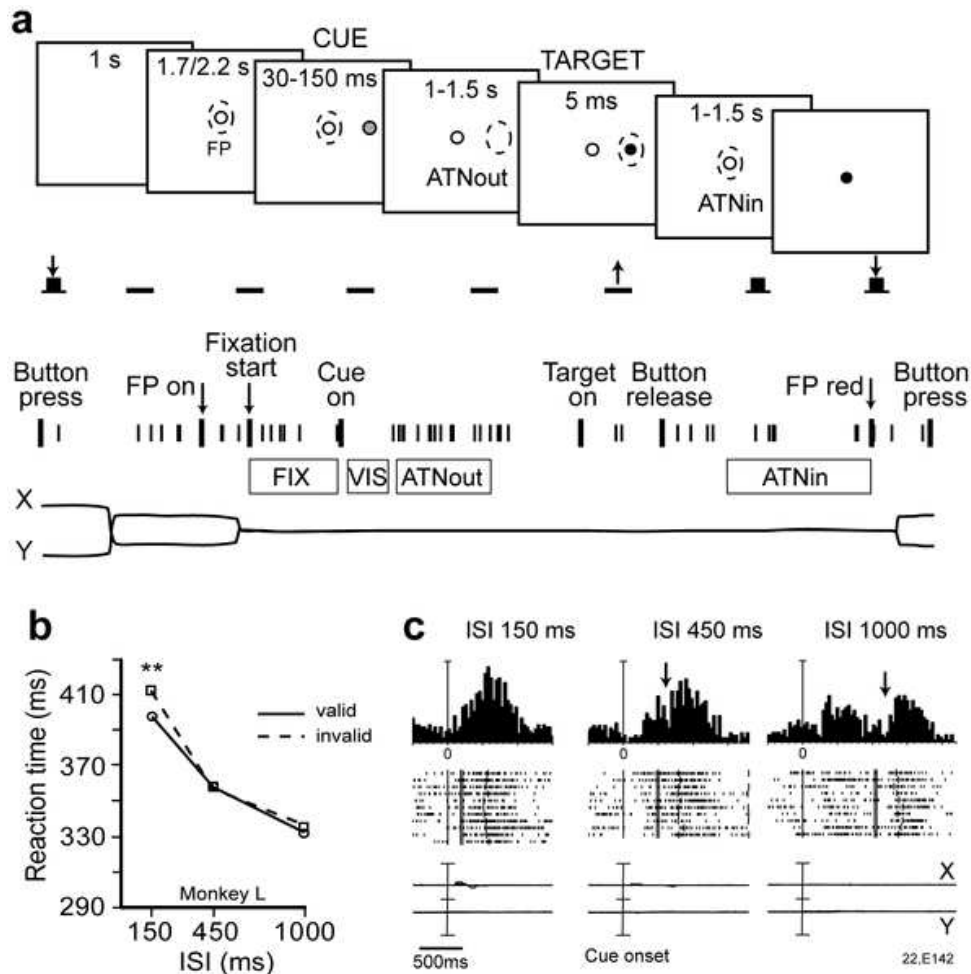 a
CUE
TARGET
1 s
1.7/2.2 s
30-150 ms
1-1.5 s
5 ms
1-1.5 s
FP
ATNout
ATNin
Button press
FP on
Fixation start
Cue on
Target on
Button release
FP red
Button press
FIX
VIS
ATNout
ATNin
X
Y
b
Reaction time (ms)
410
370
330
290
**
valid
invalid
Monkey L
150 450 1000
ISI (ms)
c
ISI 150 ms
ISI 450 ms
ISI 1000 ms
0
0
0
X
Y
500ms
Cue onset
22,E142